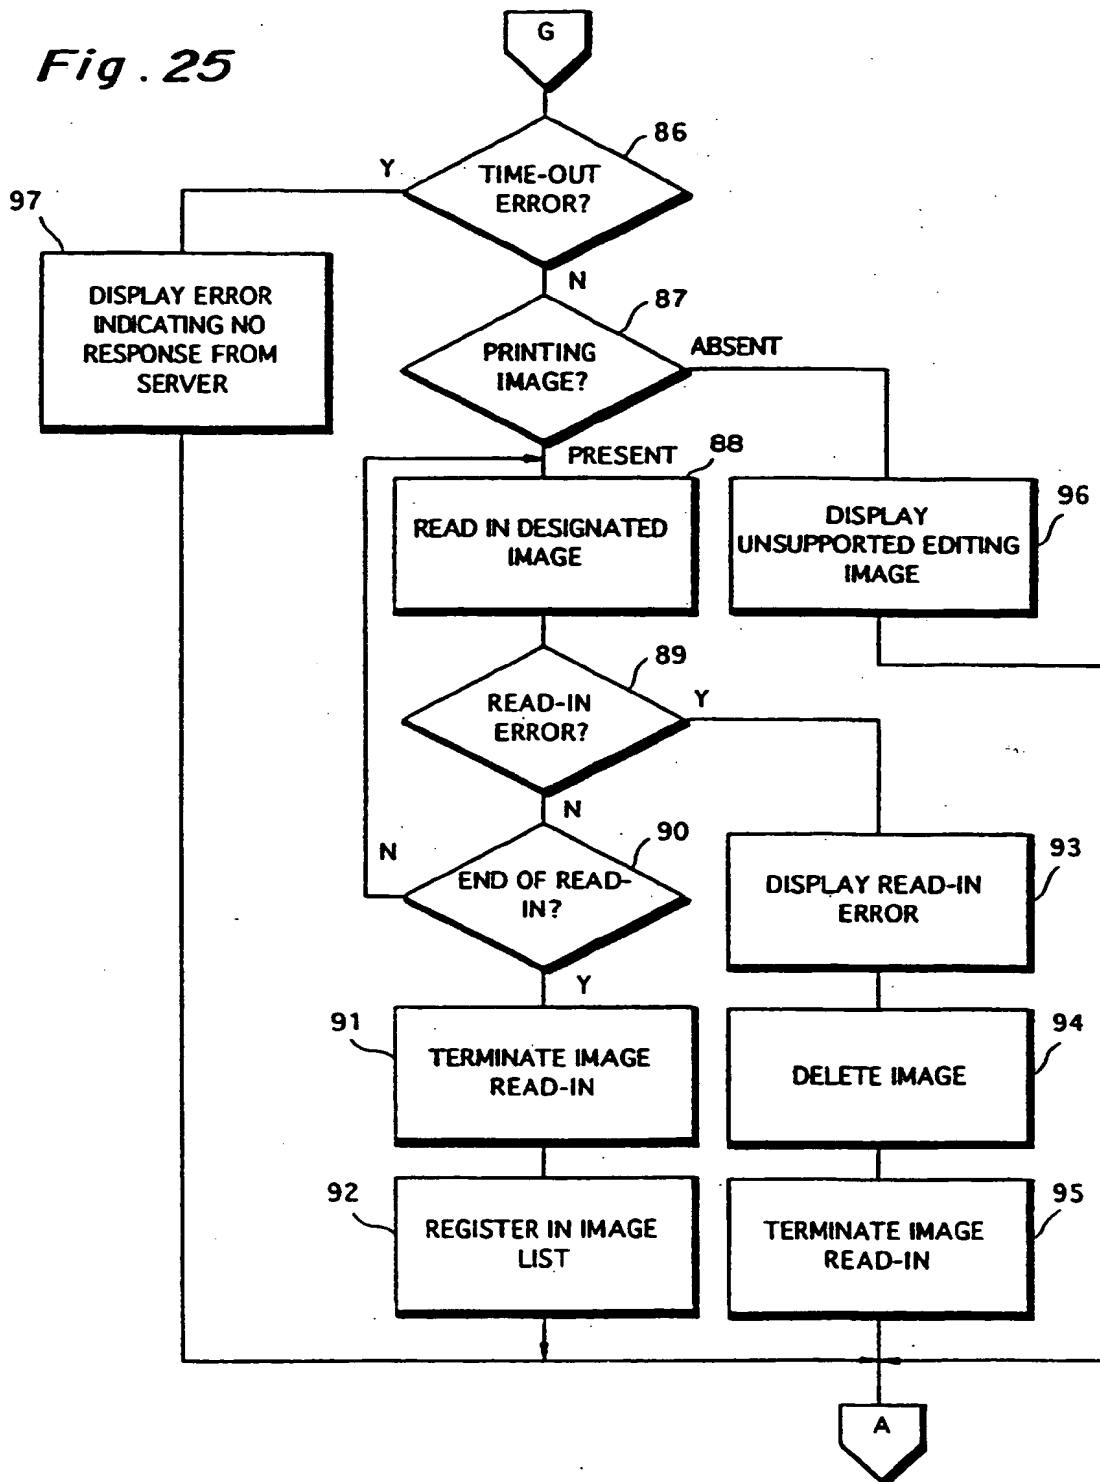 Fig. 25
G
86
TIME-OUT
ERROR?
Y
N
97
DISPLAY ERROR
INDICATING NO
RESPONSE FROM
SERVER
87
PRINTING
IMAGE?
ABSENT
PRESENT
88
READ IN DESIGNATED
IMAGE
96
DISPLAY
UNSUPPORTED EDITING
IMAGE
89
READ-IN
ERROR?
Y
N
90
END OF READ-
IN?
N
Y
93
DISPLAY READ-IN
ERROR
91
TERMINATE IMAGE
READ-IN
94
DELETE IMAGE
92
REGISTER IN IMAGE
LIST
95
TERMINATE IMAGE
READ-IN
A